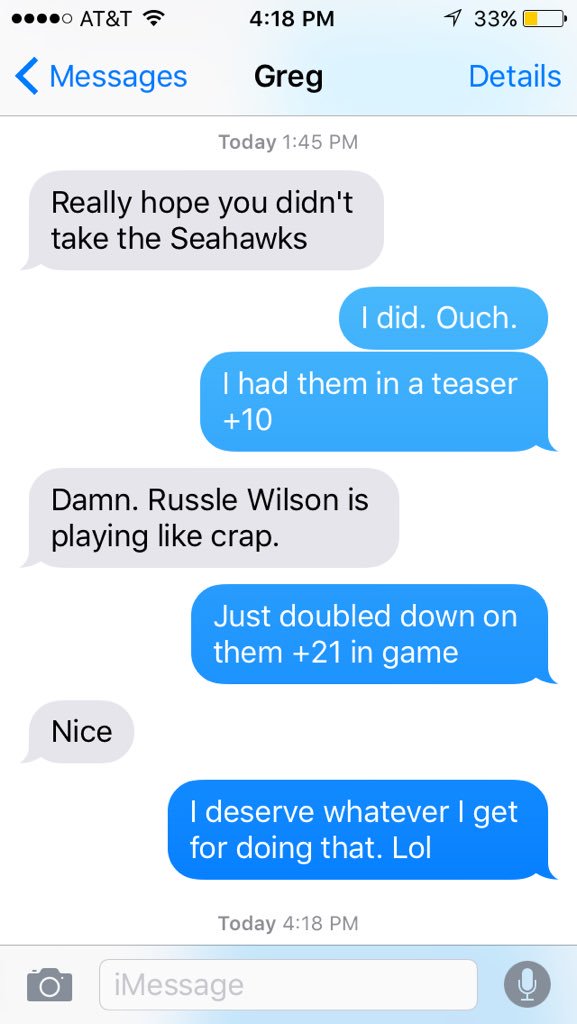 AT&T 4:18 PM 33%
Messages Greg Details
Today 1:45 PM
Really hope you didn't
take the Seahawks
I did. Ouch.
I had them in a teaser
+10
Damn. Russle Wilson is
playing like crap.
Just doubled down on
them +21 in game
Nice
I deserve whatever I get
for doing that. Lol
Today 4:18 PM
iMessage